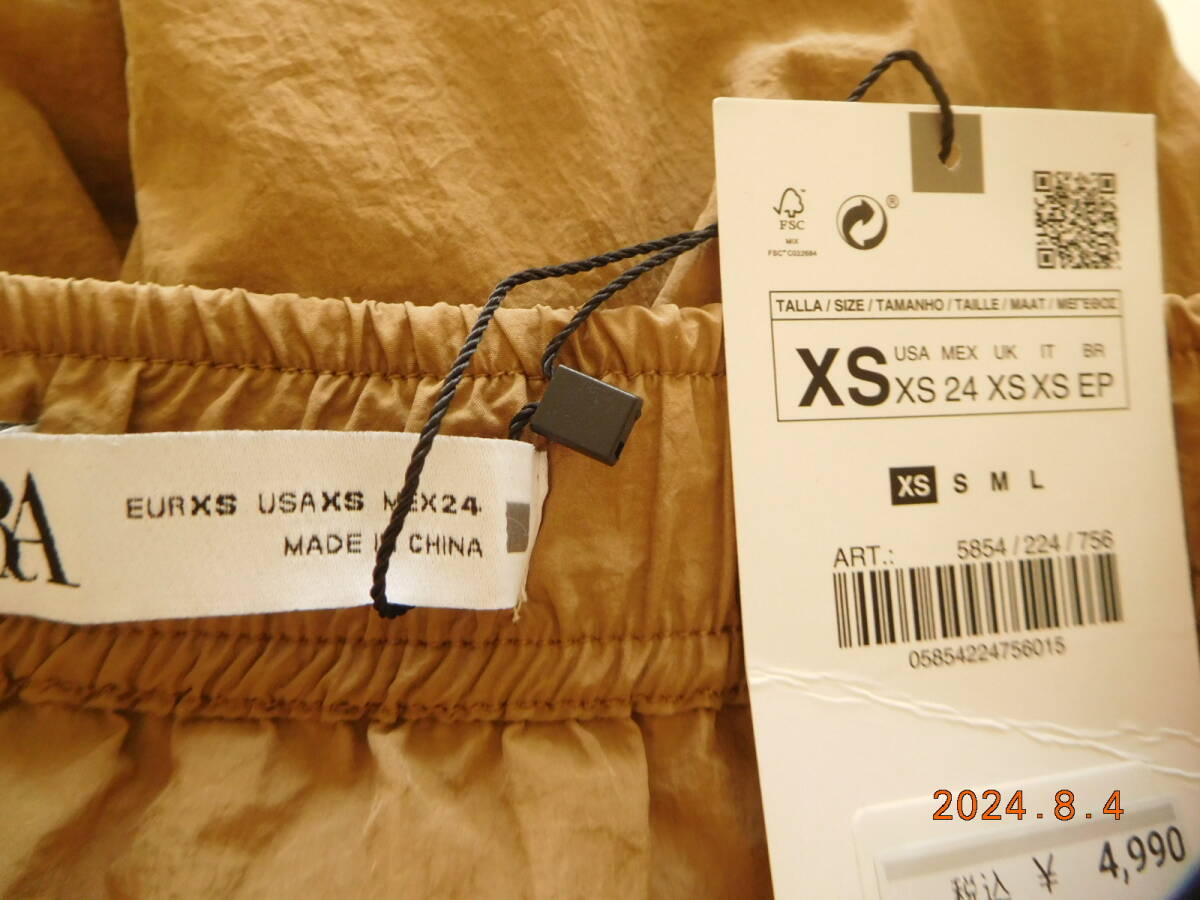 RA
EURXS USAXS MEX24
MADE IN CHINA
FSC
MIX
FSC® C022684
®
TALLA / SIZE / TAMANHO / TAILLE / MAAT / ΜΕΓΕΘΟΣ
XS
USA MEX UK IT BR
XS 24 XS XS EP
XS S M L
ART.: 5854 / 224 / 756
05854224756015
2024.8.4
税込 ¥ 4,990